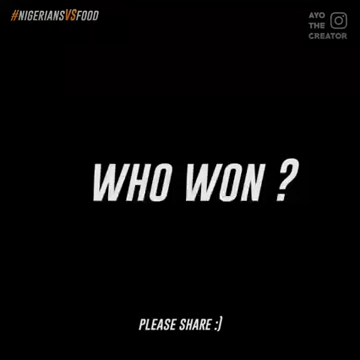 #NIGERIANSVSFOOD
AYO
THE
CREATOR
WHO WON ?
PLEASE SHARE :)